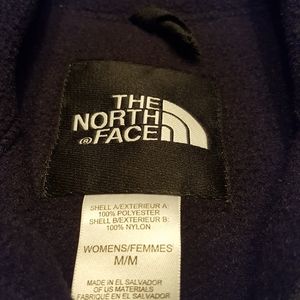 THE
NORTH
® FACE
SHELL A/EXTERIEUR A:
100% POLYESTER
SHELL B/EXTERIEUR B:
100% NYLON
WOMENS/FEMMES
M/M
MADE IN EL SALVADOR
OF US MATERIALS
FABRIQUÉ EN EL SALVADOR